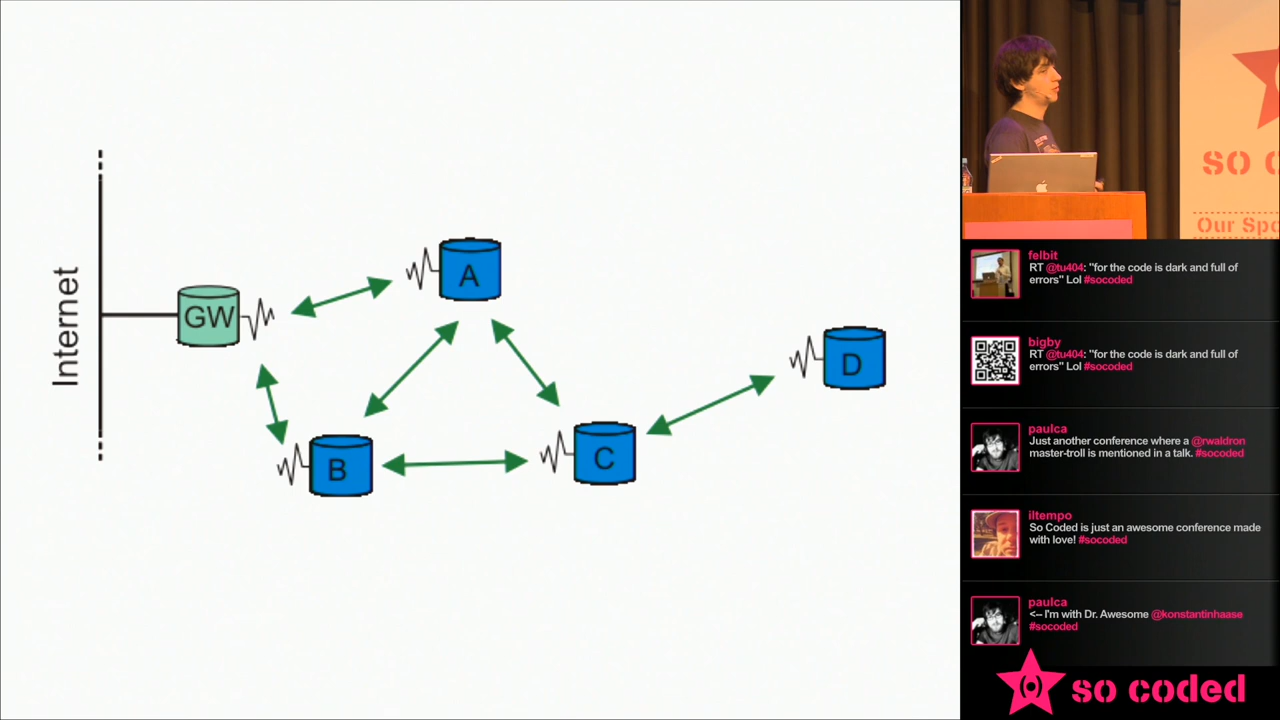 Internet
GW
A
B
C
D
so c
Our Spo
felbit
RT @tu404: "for the code is dark and full of
errors" Lol #socoded
bigby
RT @tu404: "for the code is dark and full of
errors" Lol #socoded
paulca
Just another conference where a @rwaldron
master-troll is mentioned in a talk. #socoded
iltempo
So Coded is just an awesome conference made
with love! #socoded
paulca
<-- I'm with Dr. Awesome @konstantinhaase
#socoded
so coded